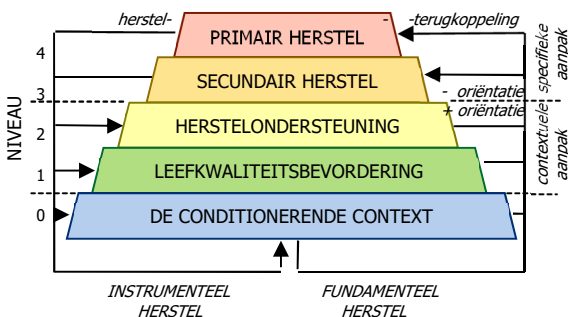 herstel-
- -terugkoppeling
PRIMAIR HERSTEL
4
SECUNDAIR HERSTEL
specifieke
aanpak
3
- oriëntatie
+ oriëntatie
NIVEAU
2
HERSTELONDERSTEUNING
1
LEEFKWALITEITSBEVORDERING
contextuele
aanpak
0
DE CONDITIONERENDE CONTEXT
INSTRUMENTEEL
HERSTEL
FUNDAMENTEEL
HERSTEL